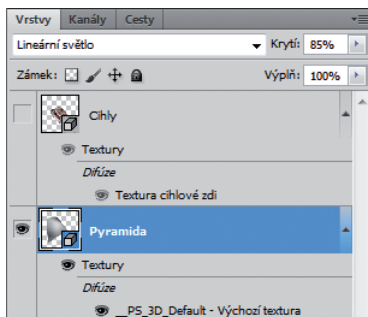 Vrstvy Kanály Cesty
Lineární světlo Krytí: 85%
Zámek: Výplň: 100%
Cihly
Textury
Difúze
Textura cihlové zdi
Pyramida
Textury
Difúze
__PS_3D_Default - Výchozí textura